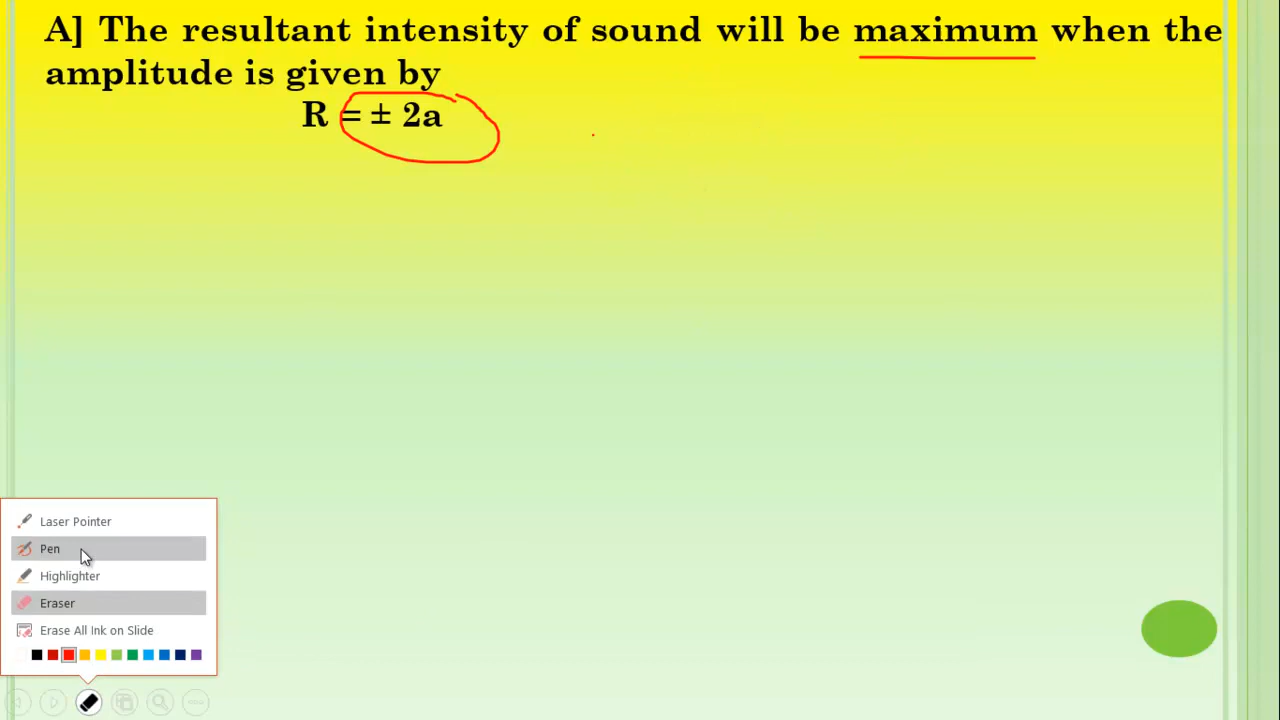 A] The resultant intensity of sound will be maximum when the
amplitude is given by
R = ± 2a
Laser Pointer
Pen
Highlighter
Eraser
Erase All Ink on Slide